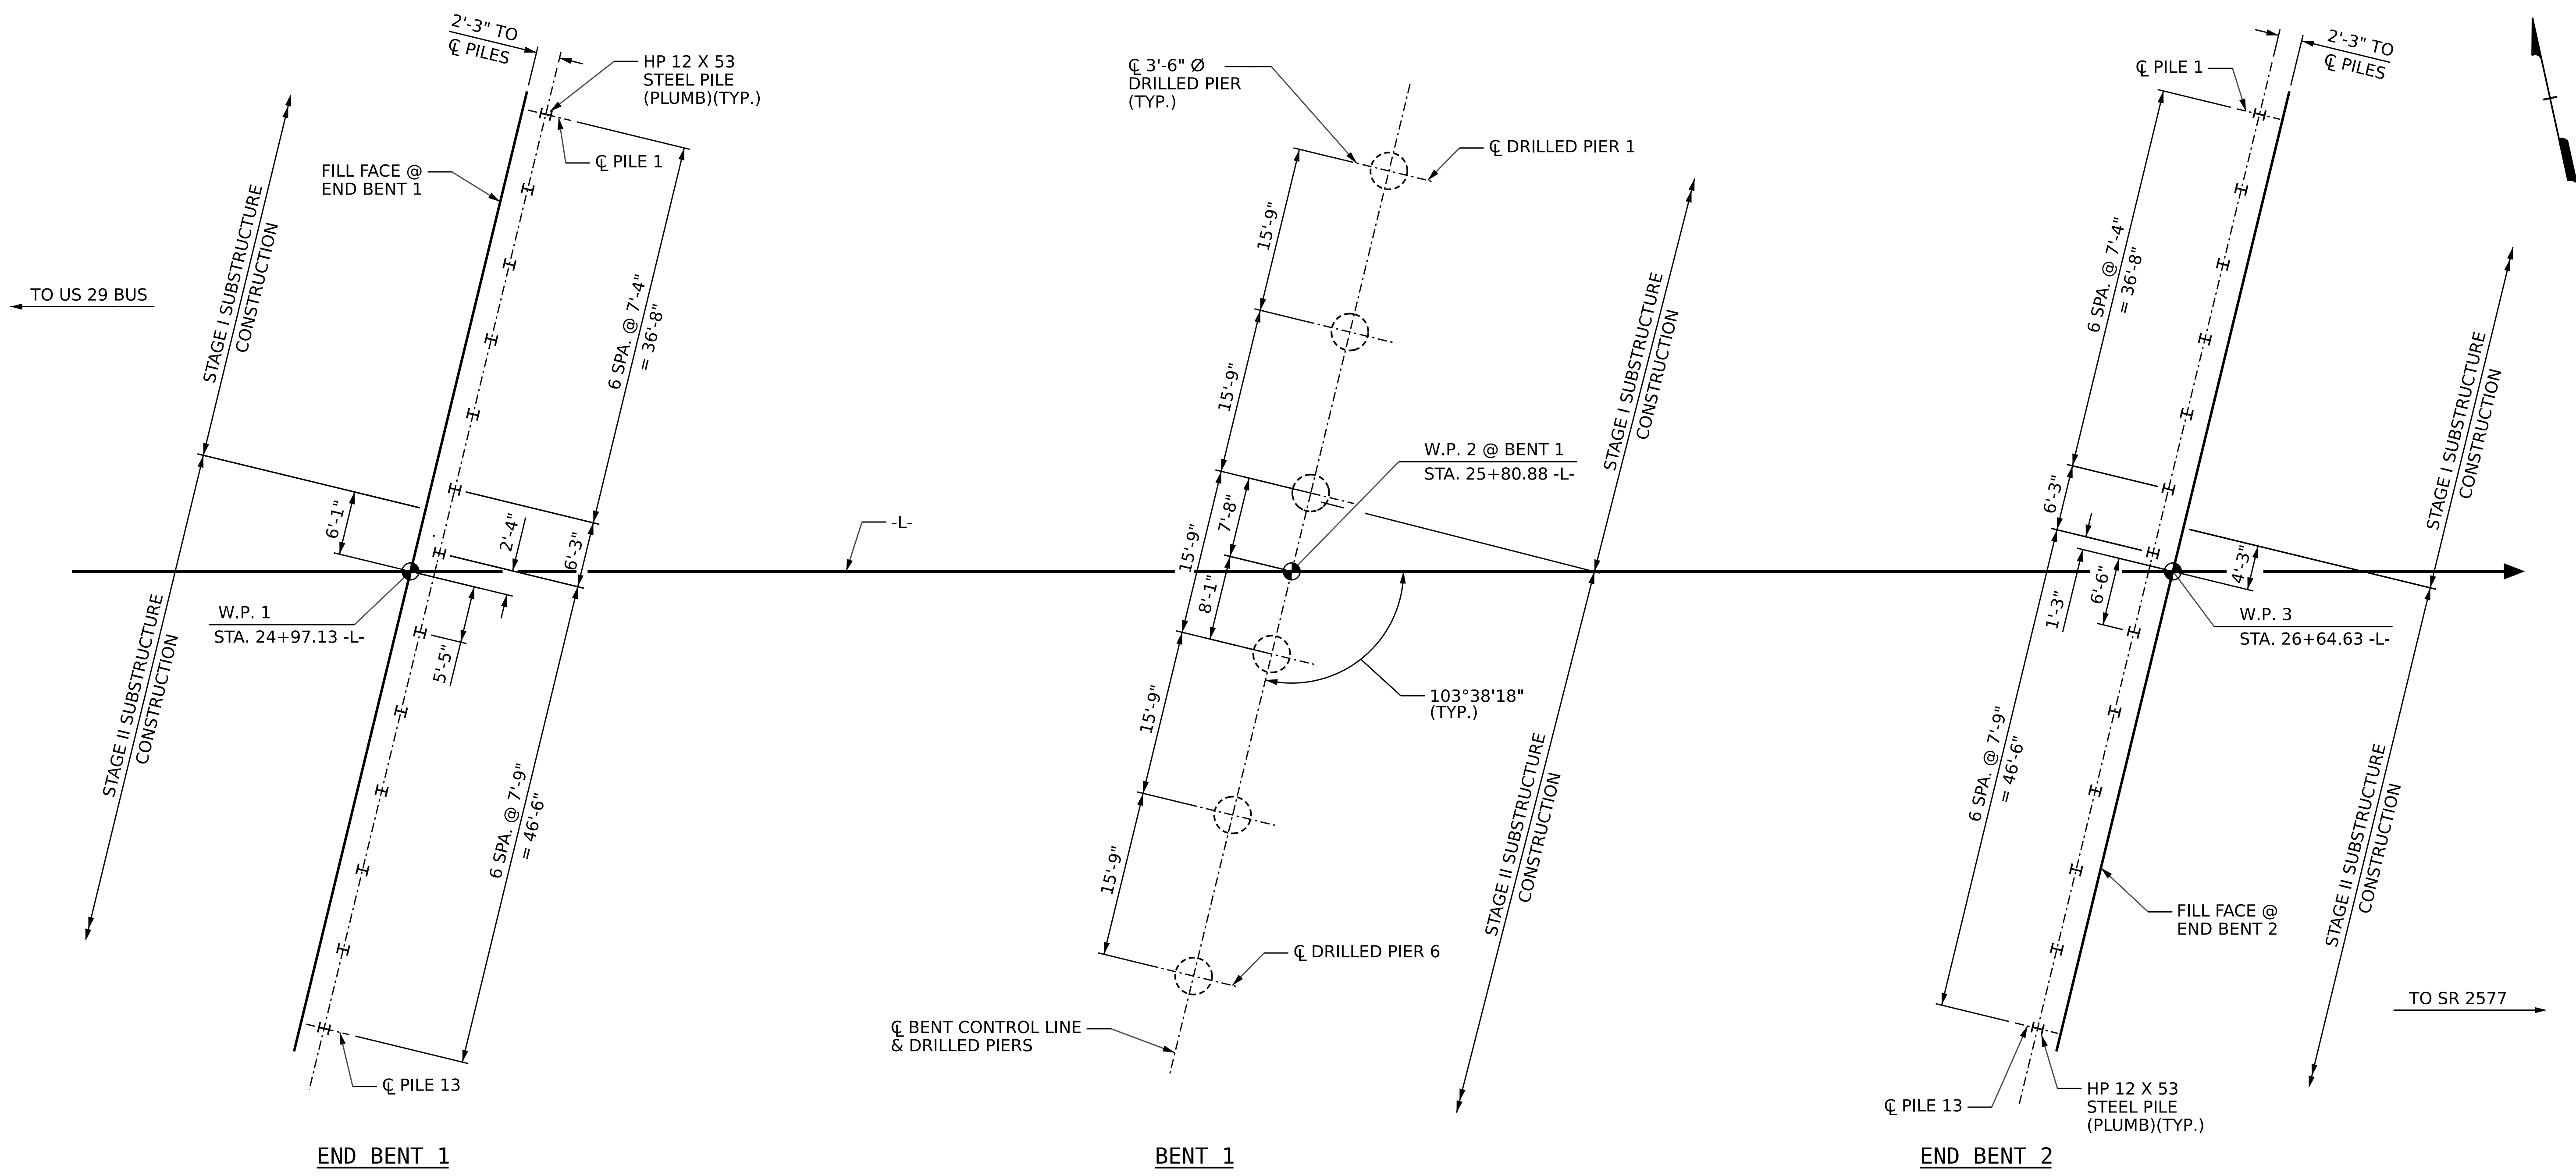 2'-3" TO
℄ PILES
HP 12 X 53
STEEL PILE
(PLUMB)(TYP.)
℄ PILE 1
FILL FACE @
END BENT 1
STAGE I SUBSTRUCTURE
CONSTRUCTION
TO US 29 BUS
6 SPA. @ 7'-4"
= 36'-8"
6'-1"
2'-4"
6'-3"
W.P. 1
STA. 24+97.13 -L-
5'-5"
STAGE II SUBSTRUCTURE
CONSTRUCTION
6 SPA. @ 7'-9"
= 46'-6"
℄ PILE 13
END BENT 1
-L-
℄ 3'-6" Ø
DRILLED PIER
(TYP.)
℄ DRILLED PIER 1
15'-9"
15'-9"
15'-9"
7'-8"
8'-1"
15'-9"
15'-9"
W.P. 2 @ BENT 1
STA. 25+80.88 -L-
STAGE I SUBSTRUCTURE
CONSTRUCTION
103°38'18"
(TYP.)
STAGE II SUBSTRUCTURE
CONSTRUCTION
℄ DRILLED PIER 6
℄ BENT CONTROL LINE
& DRILLED PIERS
BENT 1
2'-3" TO
℄ PILES
℄ PILE 1
6 SPA. @ 7'-4"
= 36'-8"
6'-3"
1'-3"
6'-6"
4'-3"
STAGE I SUBSTRUCTURE
CONSTRUCTION
W.P. 3
STA. 26+64.63 -L-
6 SPA. @ 7'-9"
= 46'-6"
STAGE II SUBSTRUCTURE
CONSTRUCTION
FILL FACE @
END BENT 2
TO SR 2577
℄ PILE 13
HP 12 X 53
STEEL PILE
(PLUMB)(TYP.)
END BENT 2